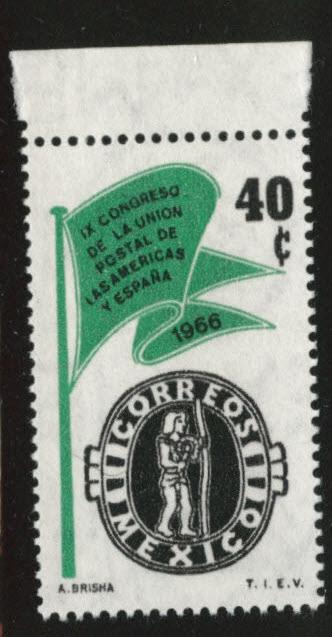 IX CONGRESO
DE LA UNION
POSTAL DE
LAS AMERICAS
Y ESPAÑA
1966
40
¢
CORREOS
MEXICO
A. BRISHA
T. I. E. V.